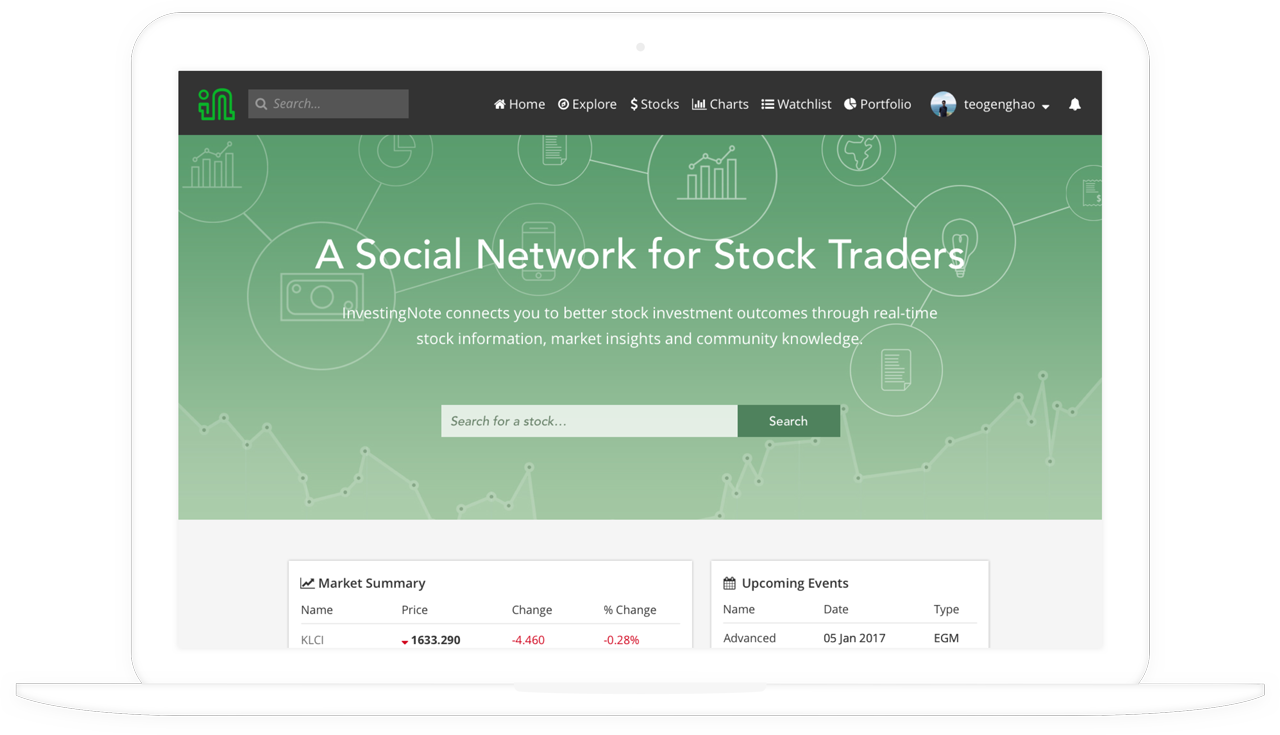 Search...
Home Explore $ Stocks Charts Watchlist Portfolio teogenghao
A Social Network for Stock Traders
InvestingNote connects you to better stock investment outcomes through real-time
stock information, market insights and community knowledge.
Search for a stock... Search
Market Summary
Name Price Change % Change
KLCI 1633.290 -4.460 -0.28%
Upcoming Events
Name Date Type
Advanced 05 Jan 2017 EGM